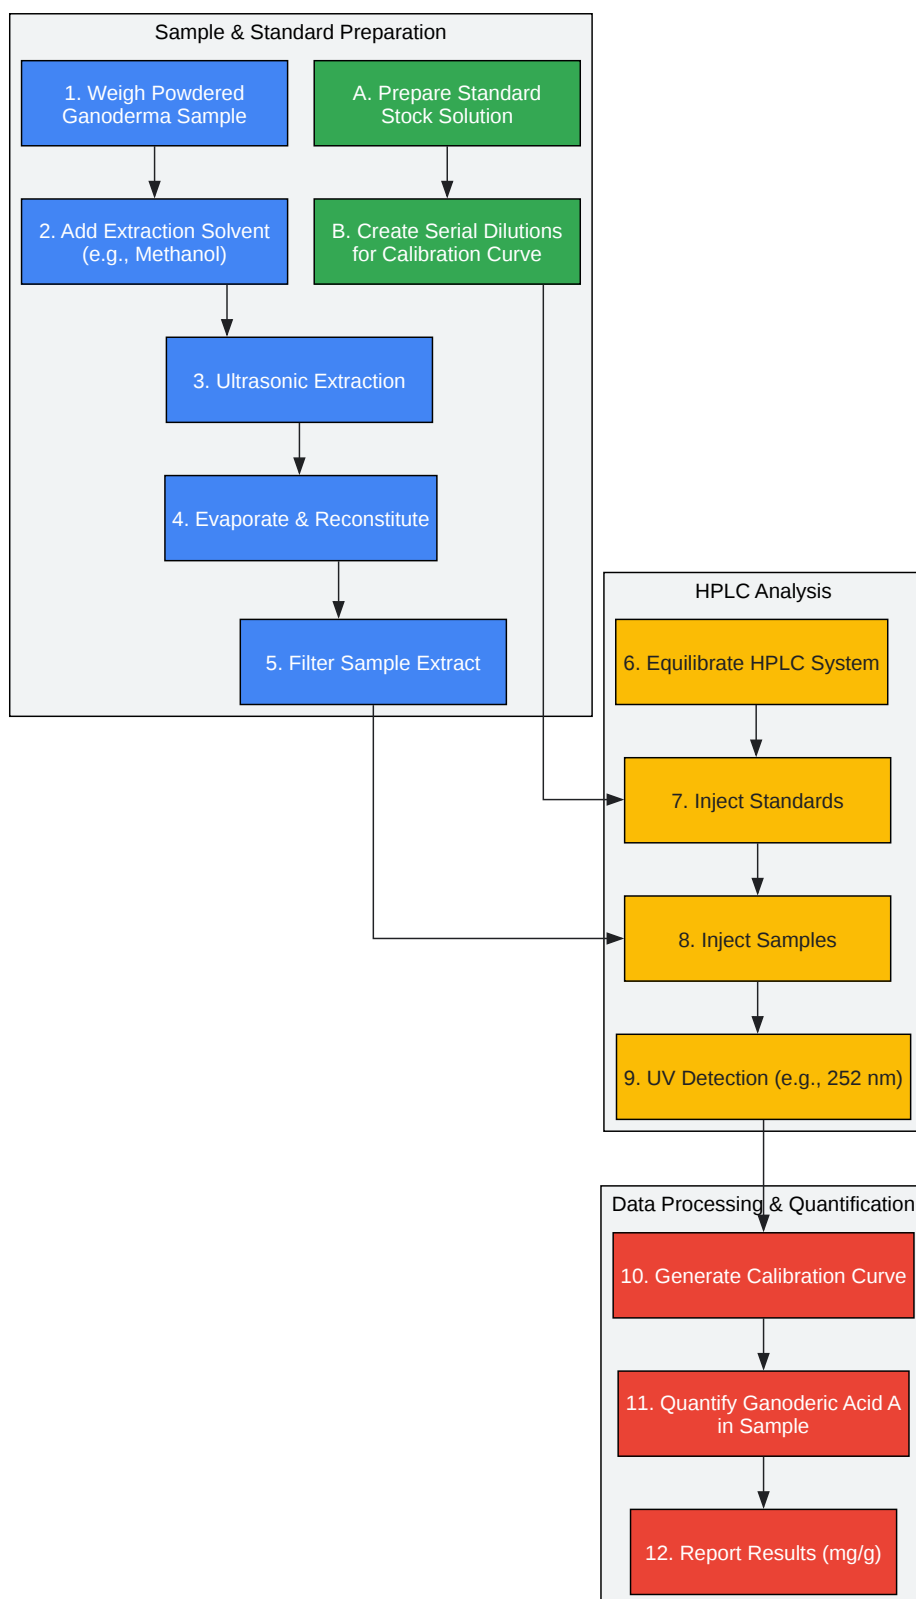 Sample & Standard Preparation
1. Weigh Powdered
Ganoderma Sample
A. Prepare Standard
Stock Solution
2. Add Extraction Solvent
(e.g., Methanol)
B. Create Serial Dilutions
for Calibration Curve
3. Ultrasonic Extraction
4. Evaporate & Reconstitute
5. Filter Sample Extract
HPLC Analysis
6. Equilibrate HPLC System
7. Inject Standards
8. Inject Samples
9. UV Detection (e.g., 252 nm)
Data Processing & Quantification
10. Generate Calibration Curve
11. Quantify Ganoderic Acid A
in Sample
12. Report Results (mg/g)